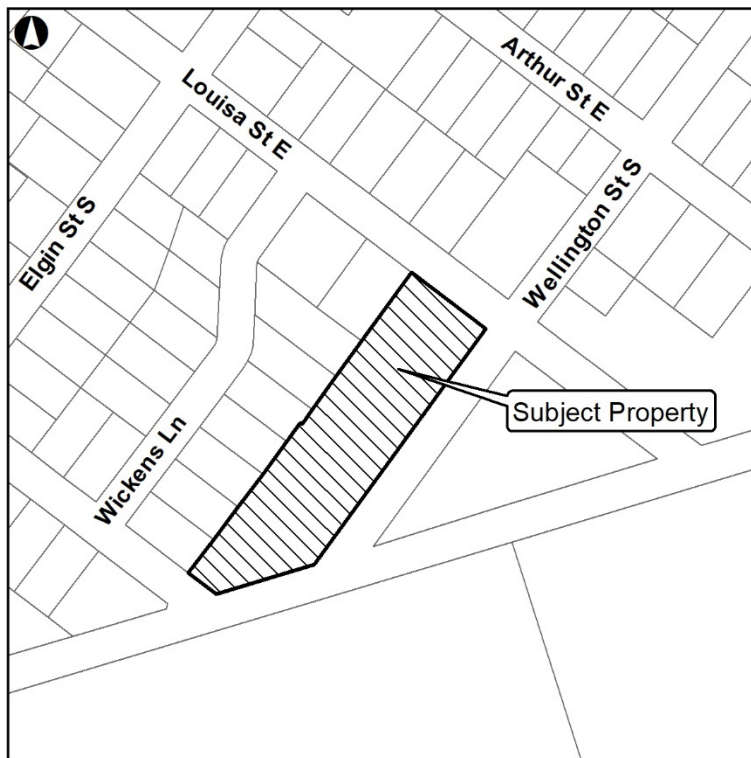 Arthur St E
Louisa St E
Wellington St S
Elgin St S
Subject Property
Wickens Ln